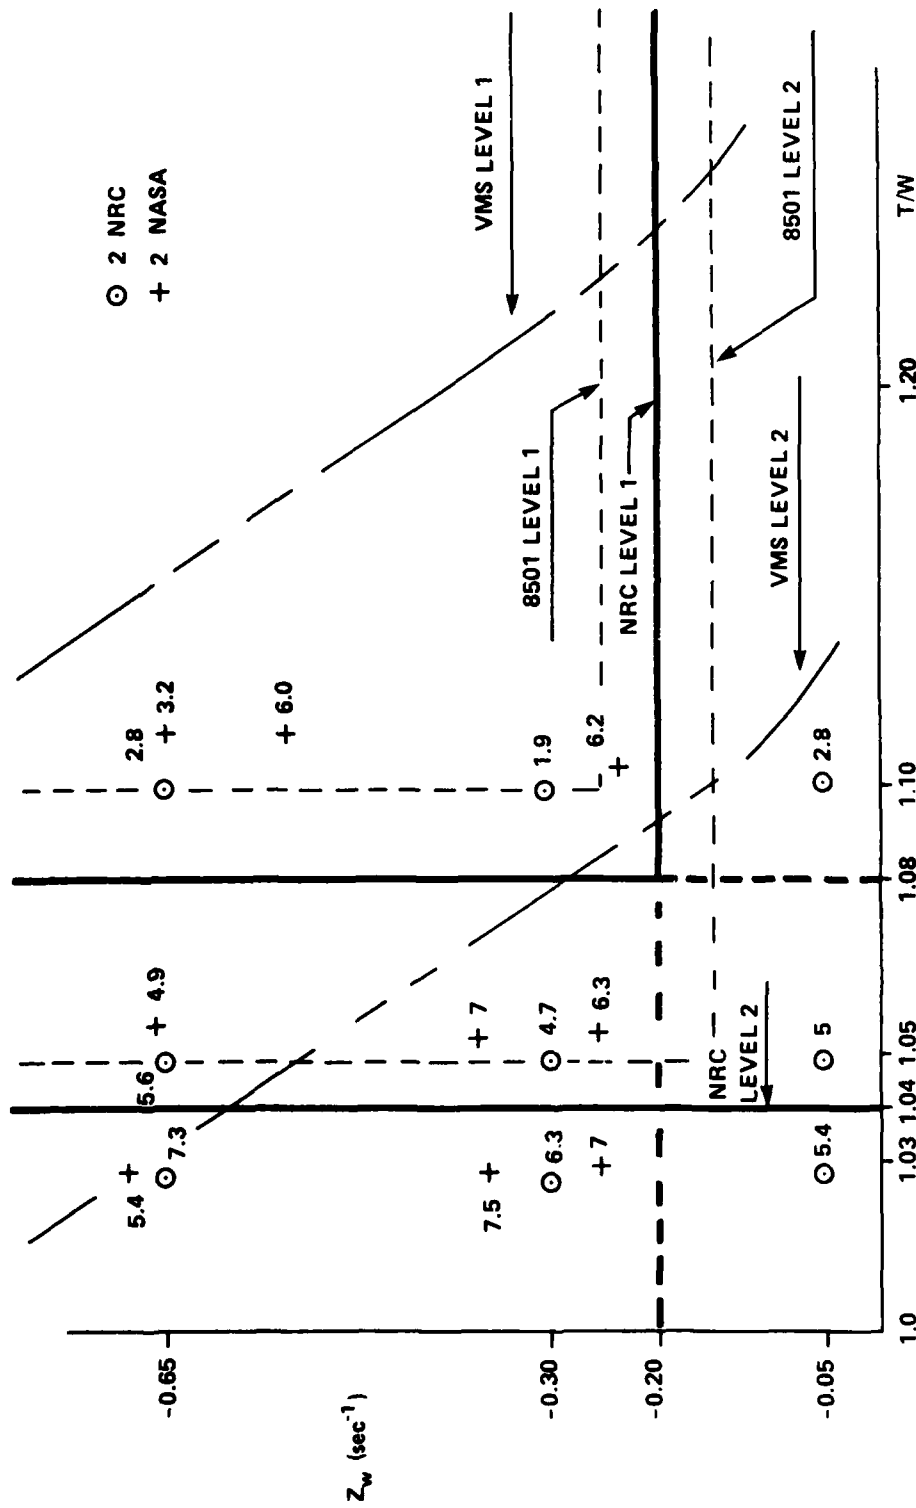 ⊙ 2 NRC
+ 2 NASA
VMS LEVEL 1
8501 LEVEL 1
NRC LEVEL 1
8501 LEVEL 2
VMS LEVEL 2
NRC
LEVEL 2
5.4
7.3
5.6
4.9
2.8
3.2
6.0
7.5
6.3
7
7
4.7
6.3
1.9
6.2
5.4
5
2.8
Zw (sec-1)
-0.65
-0.30
-0.20
-0.05
1.0
1.03
1.04
1.05
1.08
1.10
1.20
T/W